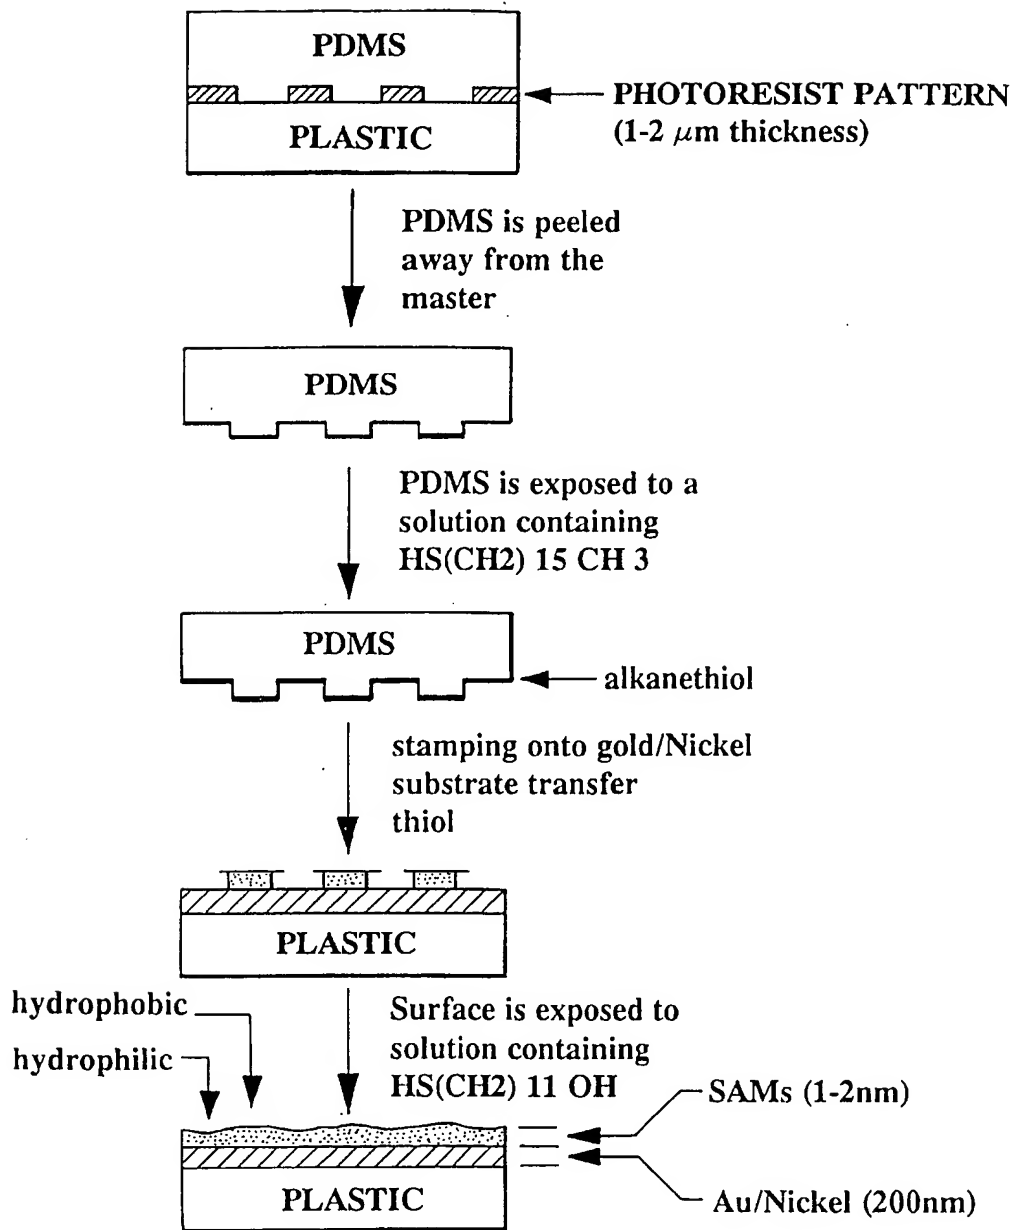 PDMS
PHOTORESIST PATTERN
(1-2 μm thickness)
PLASTIC
PDMS is peeled
away from the
master
PDMS
PDMS is exposed to a
solution containing
HS(CH2) 15 CH 3
PDMS
alkanethiol
stamping onto gold/Nickel
substrate transfer
thiol
PLASTIC
hydrophobic
hydrophilic
Surface is exposed to
solution containing
HS(CH2) 11 OH
SAMs (1-2nm)
PLASTIC
Au/Nickel (200nm)